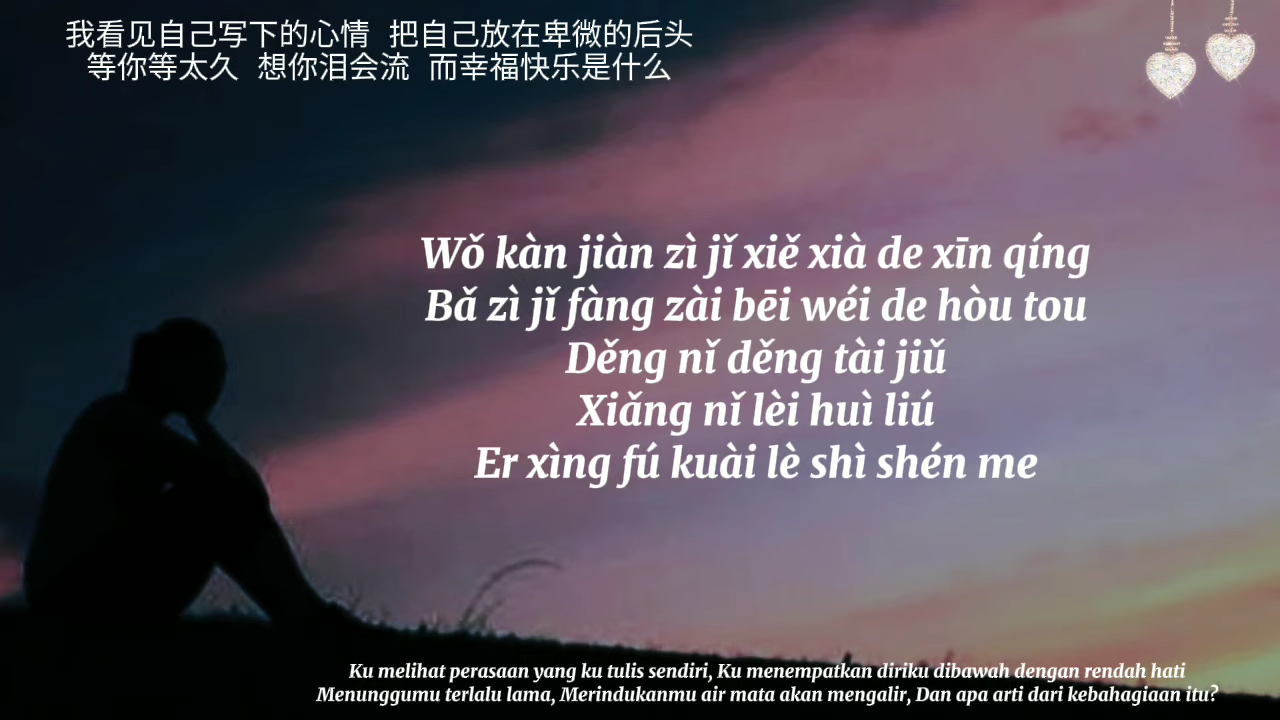 我看见自己写下的心情 把自己放在卑微的后头
等你等太久 想你泪会流 而幸福快乐是什么
Wǒ kàn jiàn zì jǐ xiě xià de xīn qíng
Bǎ zì jǐ fàng zài bēi wéi de hòu tou
Děng nǐ děng tài jiǔ
Xiǎng nǐ lèi huì liú
Er xìng fú kuài lè shì shén me
Ku melihat perasaan yang ku tulis sendiri, Ku menempatkan diriku dibawah dengan rendah hati
Menunggumu terlalu lama, Merindukanmu air mata akan mengalir, Dan apa arti dari kebahagiaan itu?